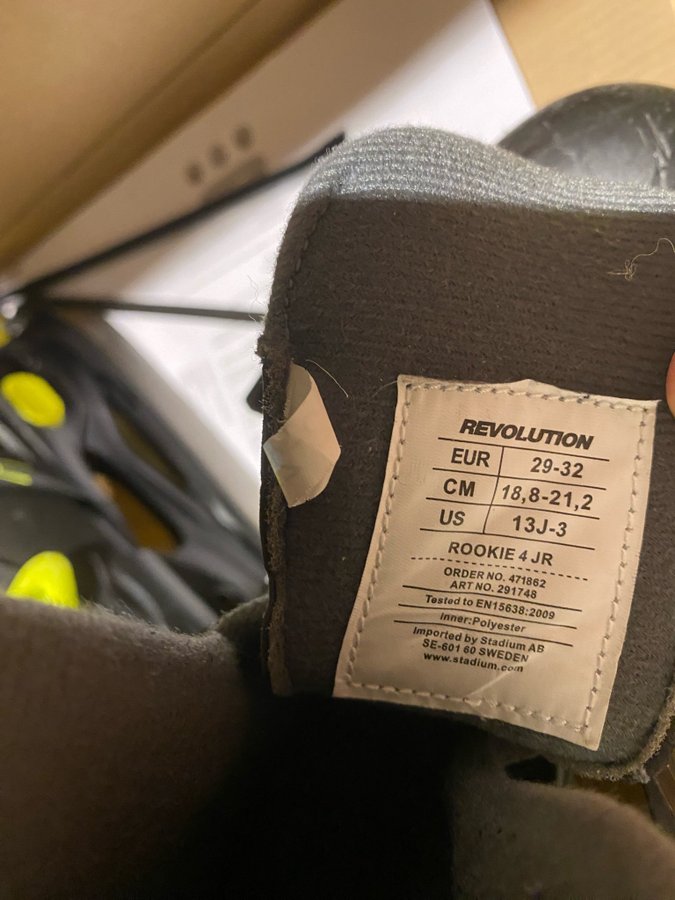 REVOLUTION
EUR 29-32
CM 18,8-21,2
US 13J-3
ROOKIE 4 JR
ORDER NO. 471862
ART NO. 291748
Tested to EN15638:2009
inner:Polyester
Imported by Stadium AB
SE-601 60 SWEDEN
www.stadium.com